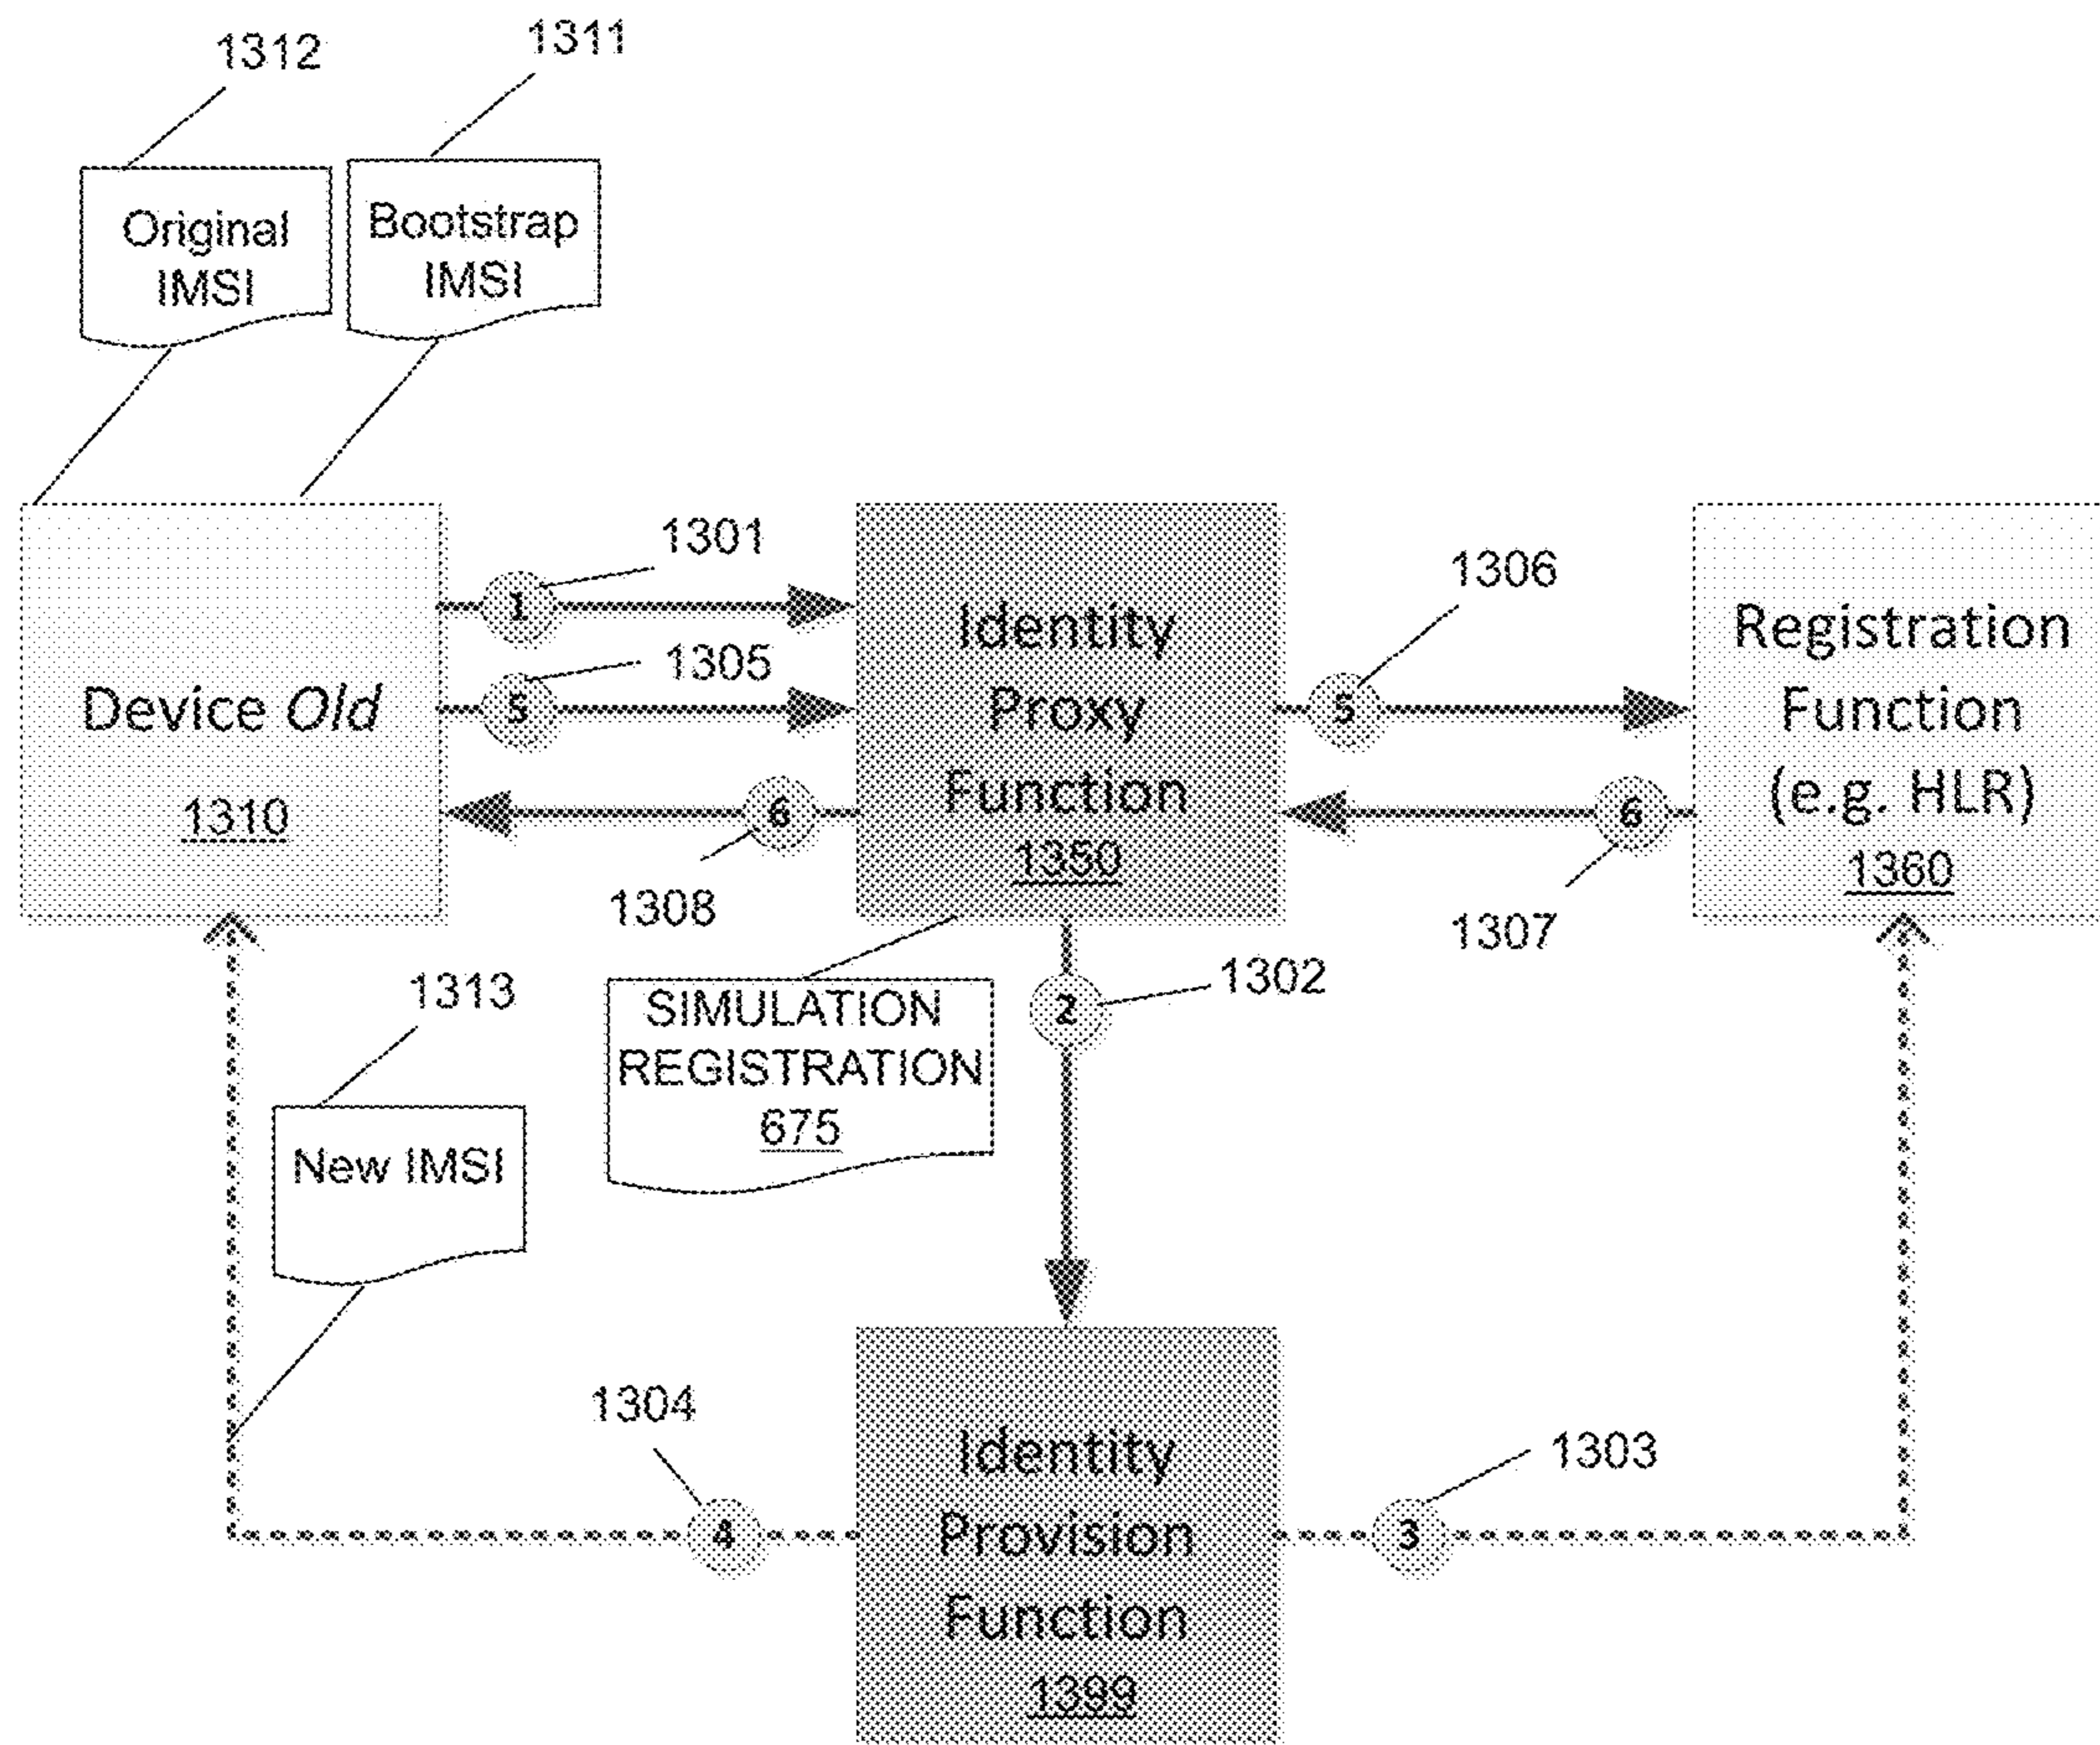 1312
1311
Original
IMSI
Bootstrap
IMSI
1301
1
1305
5
Device Old
1310
Identity
Proxy
Function
1350
1306
5
Registration
Function
(e.g. HLR)
1360
6
1308
6
1307
1313
New IMSI
SIMULATION
REGISTRATION
675
1302
2
1304
4
Identity
Provision
Function
1399
1303
3